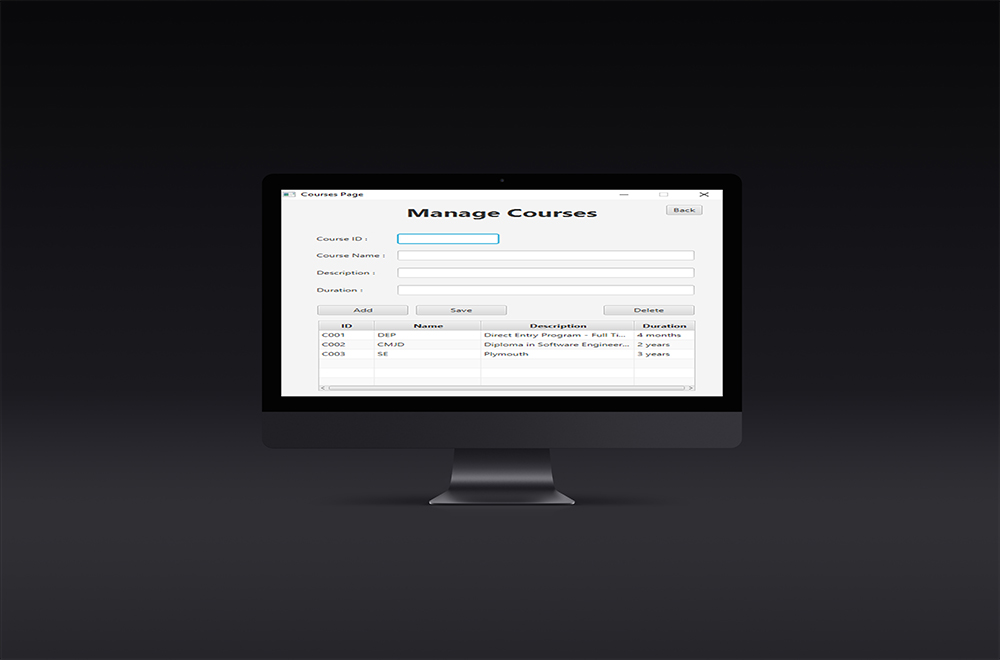 Courses Page
Manage Courses
Back
Course ID :
Course Name :
Description :
Duration :
Add Save Delete
ID Name Description Duration
C001 DEP Direct Entry Program - Full Ti... 4 months
C002 CMJD Diploma in Software Engineer... 2 years
C003 SE Plymouth 3 years